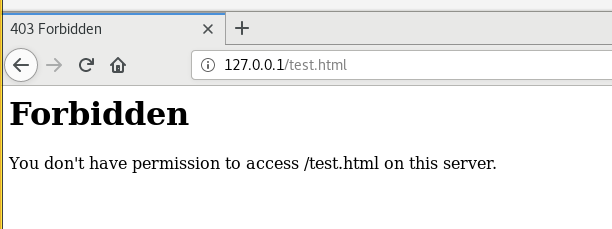 403 Forbidden
127.0.0.1/test.html
Forbidden
You don't have permission to access /test.html on this server.